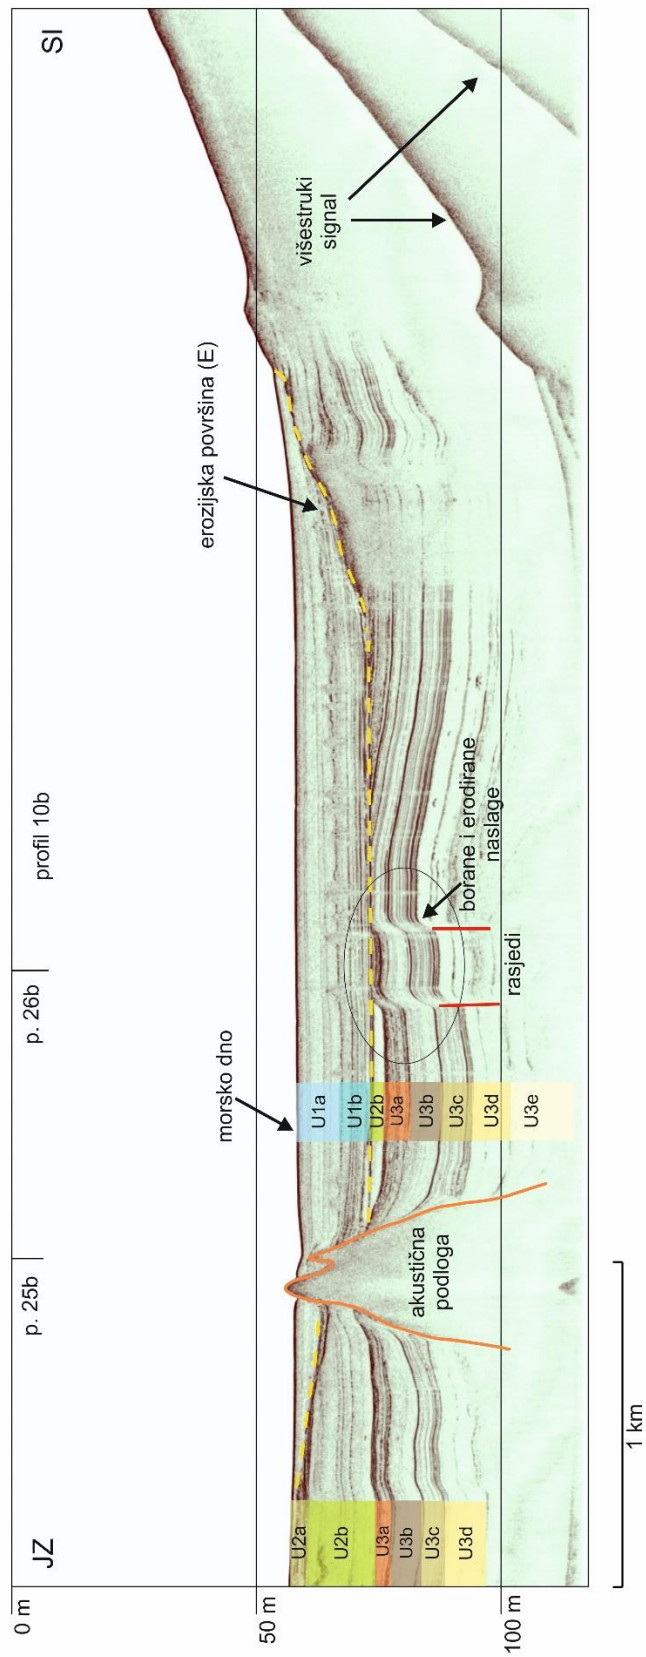 JZ
SI
p. 25b
p. 26b
profil 10b
0 m
50 m
100 m
morsko dno
erozijska površina (E)
višestruki
signal
U2a
U2b
U3a
U3b
U3c
U3d
akustična
podloga
U1a
U1b
U2b
U3a
U3b
U3c
U3d
U3e
borane i erodirane
naslage
rasjedi
1 km